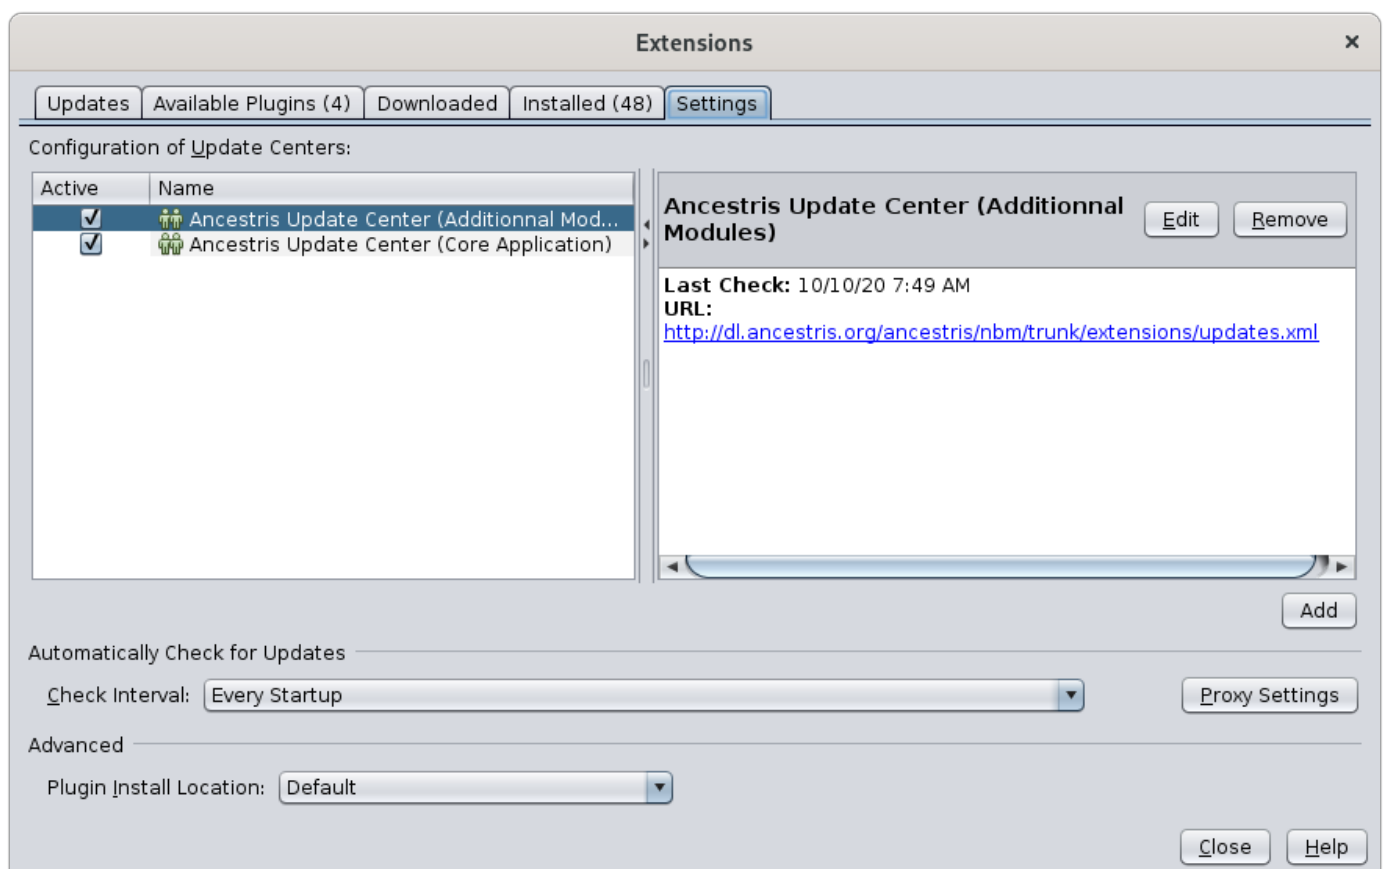 Extensions
Updates
Available Plugins (4)
Downloaded
Installed (48)
Settings
Configuration of Update Centers:
Active
Name
Ancestris Update Center (Additionnal Mod...
Ancestris Update Center (Core Application)
Ancestris Update Center (Additionnal
Modules)
Edit
Remove
Last Check: 10/10/20 7:49 AM
URL:
http://dl.ancestris.org/ancestris/nbm/trunk/extensions/updates.xml
Add
Automatically Check for Updates
Check Interval:
Every Startup
Proxy Settings
Advanced
Plugin Install Location:
Default
Close
Help